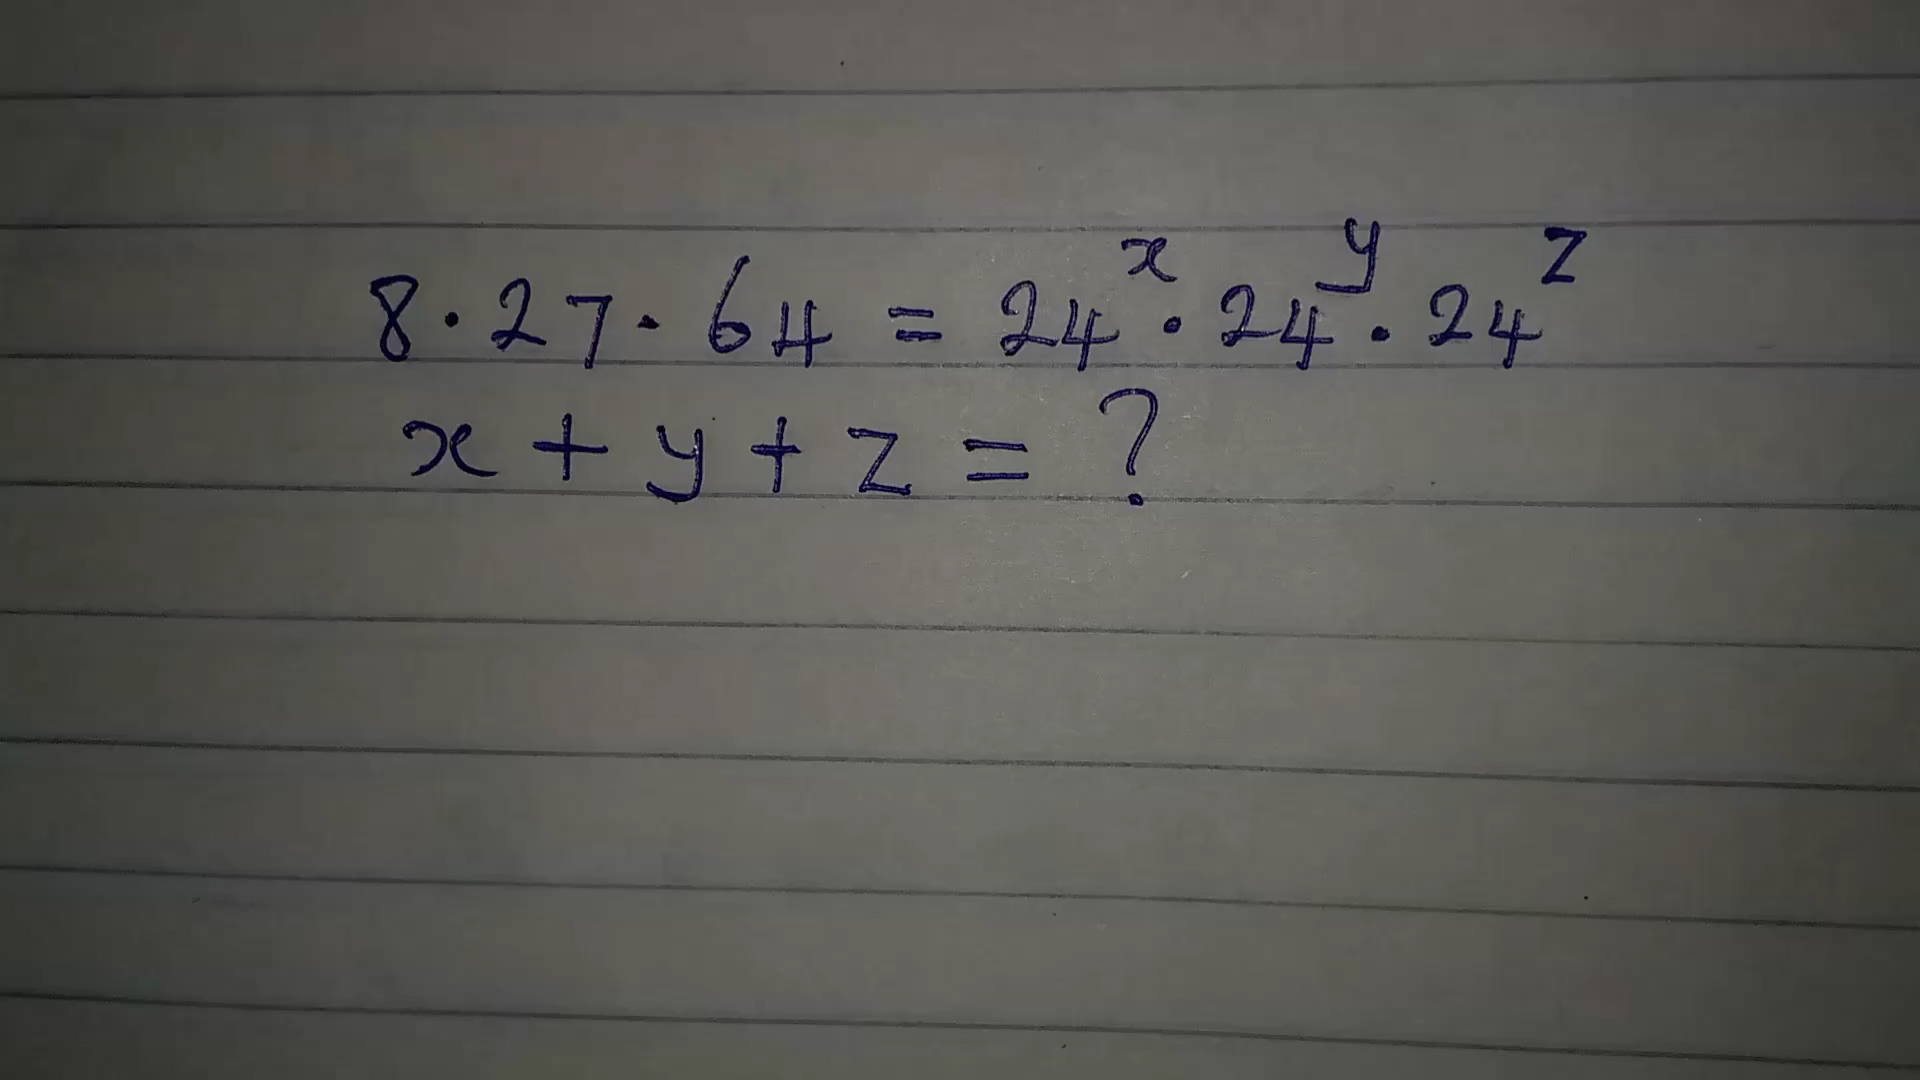 8·27·64 = 24^x·24^y·24^z
x + y + z = ?